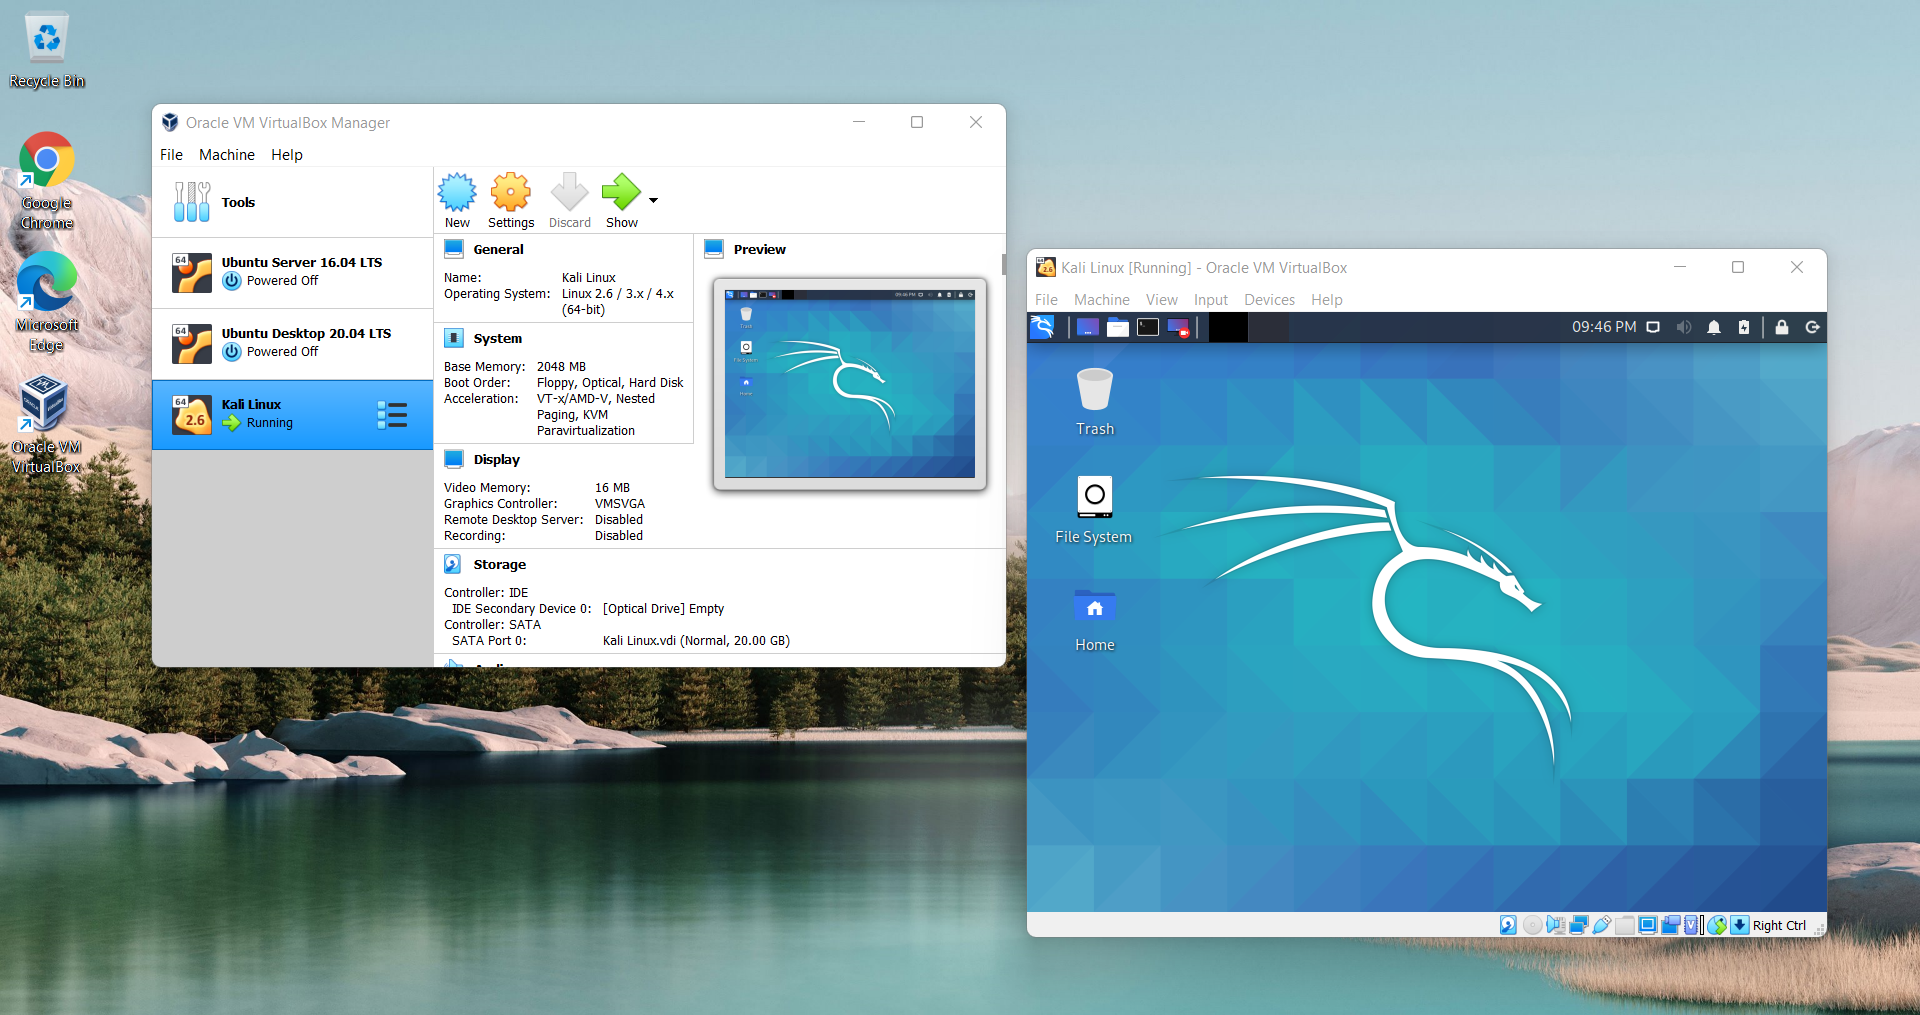 Recycle Bin
Google
Chrome
Microsoft
Edge
Oracle VM
VirtualBox
Oracle VM VirtualBox Manager
File Machine Help
Tools
64
Ubuntu Server 16.04 LTS
Powered Off
64
Ubuntu Desktop 20.04 LTS
Powered Off
64
2.6
Kali Linux
Running
New Settings Discard Show
General
Name: Kali Linux
Operating System: Linux 2.6 / 3.x / 4.x
(64-bit)
System
Base Memory: 2048 MB
Boot Order: Floppy, Optical, Hard Disk
Acceleration: VT-x/AMD-V, Nested
Paging, KVM
Paravirtualization
Display
Video Memory: 16 MB
Graphics Controller: VMSVGA
Remote Desktop Server: Disabled
Recording: Disabled
Storage
Controller: IDE
IDE Secondary Device 0: [Optical Drive] Empty
Controller: SATA
SATA Port 0: Kali Linux.vdi (Normal, 20.00 GB)
Preview
Kali Linux [Running] - Oracle VM VirtualBox
File Machine View Input Devices Help
09:46 PM
Trash
File System
Home
Right Ctrl